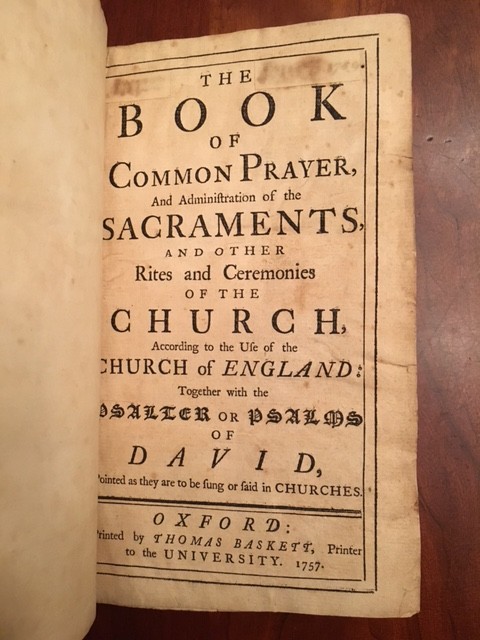 THE
BOOK
OF
COMMON PRAYER,
And Adminiſtration of the
SACRAMENTS,
AND OTHER
Rites and Ceremonies
OF THE
CHURCH,
According to the Uſe of the
CHURCH of ENGLAND:
Together with the
PSALTER OR PSALMS
OF
DAVID,
Pointed as they are to be ſung or ſaid in CHURCHES.
OXFORD:
Printed by THOMAS BASKETT, Printer
to the UNIVERSITY. 1757.